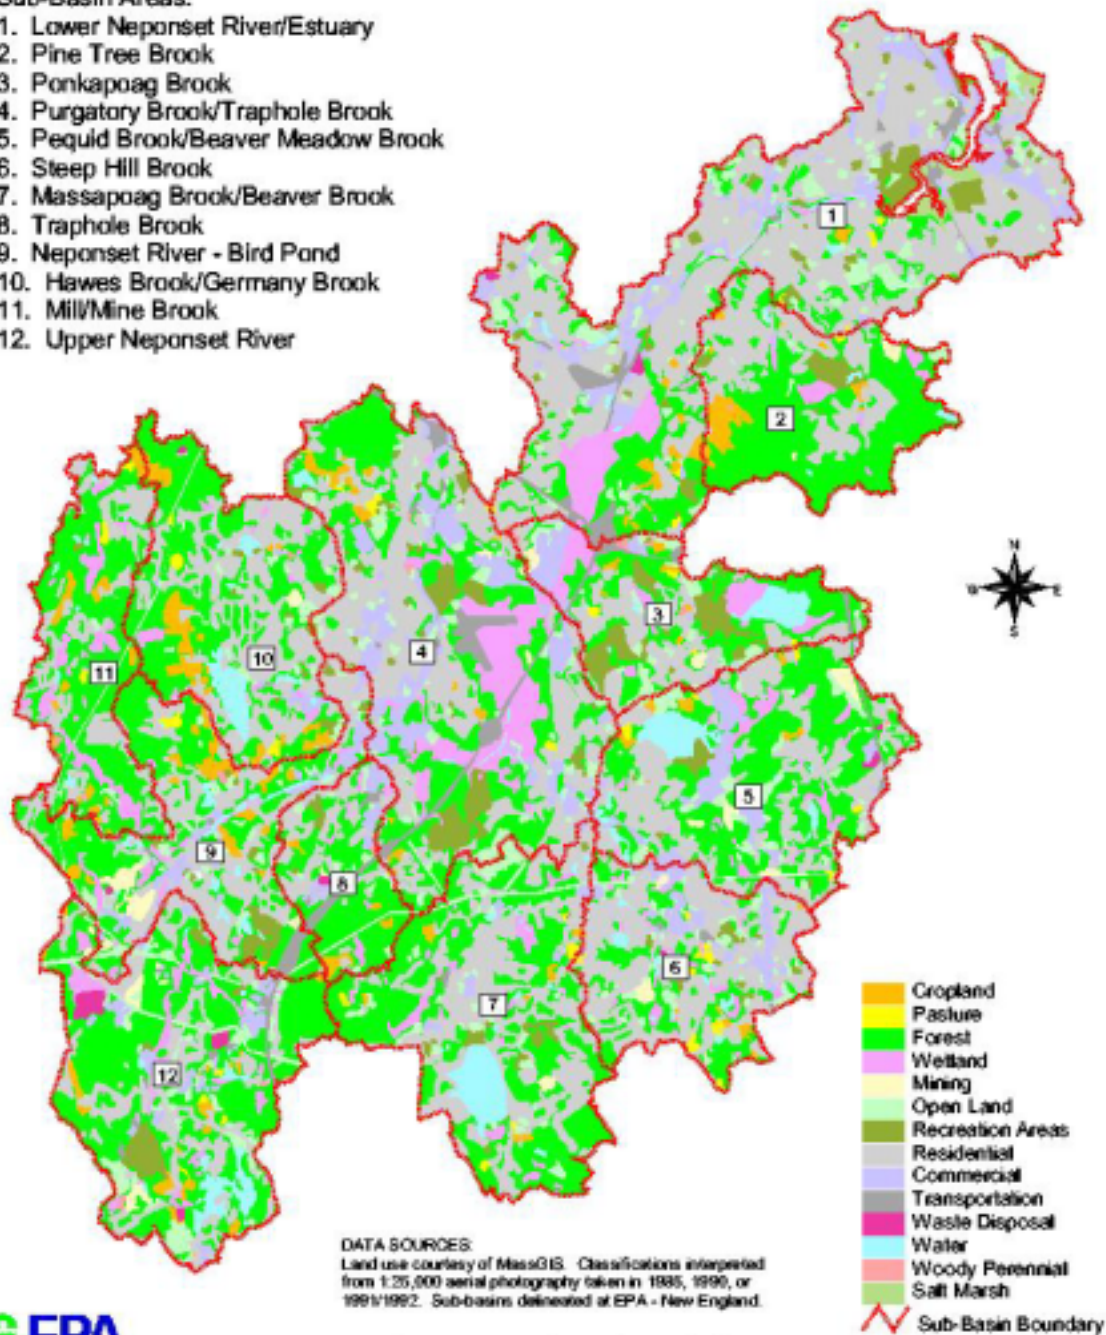 Sub-Basin Areas:
1. Lower Neponset River/Estuary
2. Pine Tree Brook
3. Ponkapoag Brook
4. Purgatory Brook/Traphole Brook
5. Pequid Brook/Beaver Meadow Brook
6. Steep Hill Brook
7. Massapoag Brook/Beaver Brook
8. Traphole Brook
9. Neponset River - Bird Pond
10. Hawes Brook/Germany Brook
11. Mill/Mine Brook
12. Upper Neponset River
1
2
N
W E
S
3
4
10
11
5
9
8
6
7
12
Cropland
Pasture
Forest
Wetland
Mining
Open Land
Recreation Areas
Residential
Commercial
Transportation
Waste Disposal
Water
Woody Perennial
Salt Marsh
Sub-Basin Boundary
DATA SOURCES:
Land use courtesy of MassGIS. Classifications interpreted
from 1:25,000 aerial photography taken in 1985, 1990, or
1991/1992. Sub-basins delineated at EPA - New England.
EPA